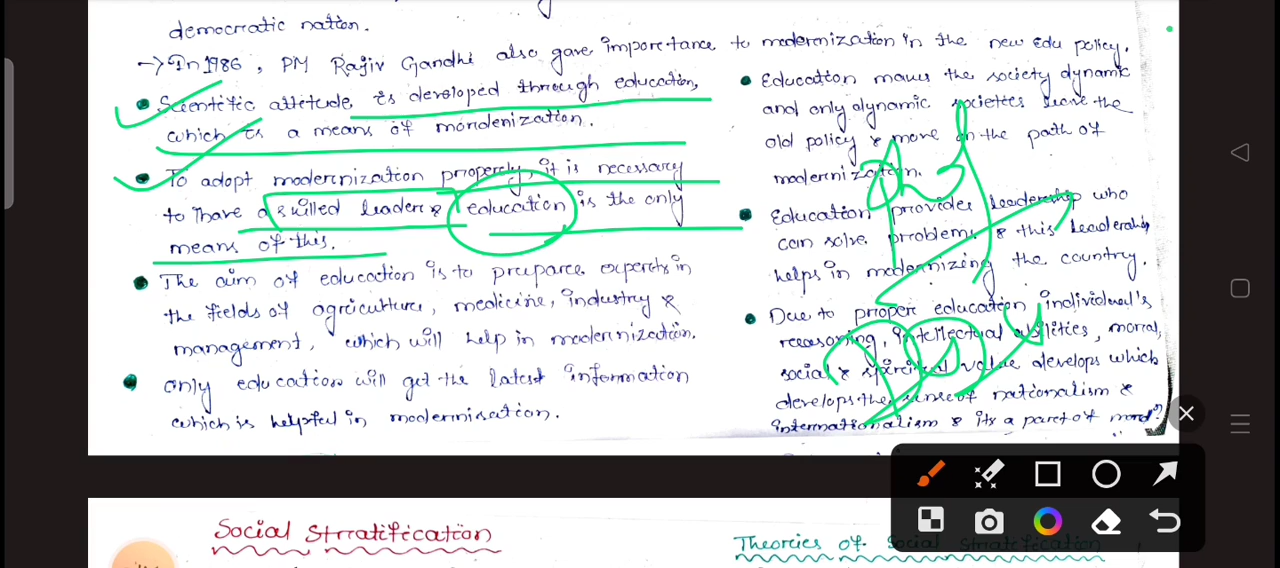 democratic nation.
→ In 1986, PM Rajiv Gandhi also gave importance to modernization in the new Edu policy.
Scientific attitude is developed through education,
which is a means of mordenization.
To adopt modernization properly, it is necessary
to have a skilled leader & education is the only
means of this.
The aim of education is to prepare experts in
the fields of agriculture, medicine, industry &
management, which will help in modernization.
only education will get the latest information
which is helpful in modernisation.
Education makes the society dynamic
and only dynamic societies leave the
old policy & move on the path of
modernization.
Education provides leadership who
can solve problems & this leadership
helps in modernizing the country.
Due to proper education individual's
reasoning, intellectual abilities, moral,
social & spiritual value develops which
develops the sense of nationalism &
internationalism & its a part of
Social Stratification
Theories of Social Stratification